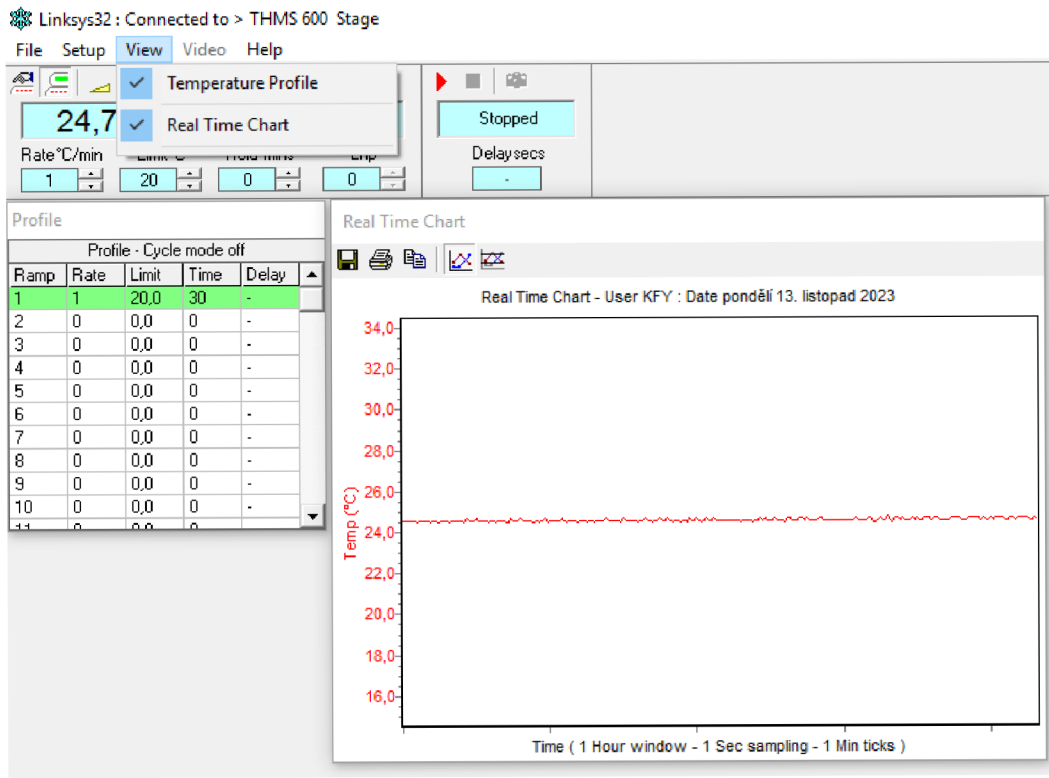 Linksys32 : Connected to > THMS 600 Stage
File Setup View Video Help
Temperature Profile
Real Time Chart
24,7
Stopped
Rate°C/min
Delaysecs
1 20 0 0 -
Profile
Profile - Cycle mode off
Ramp Rate Limit Time Delay
1 1 20,0 30 -
2 0 0,0 0 -
3 0 0,0 0 -
4 0 0,0 0 -
5 0 0,0 0 -
6 0 0,0 0 -
7 0 0,0 0 -
8 0 0,0 0 -
9 0 0,0 0 -
10 0 0,0 0 -
Real Time Chart
Real Time Chart - User KFY : Date pondělí 13. listopad 2023
34,0
32,0
30,0
28,0
26,0
24,0
22,0
20,0
18,0
16,0
Temp (°C)
Time ( 1 Hour window - 1 Sec sampling - 1 Min ticks )